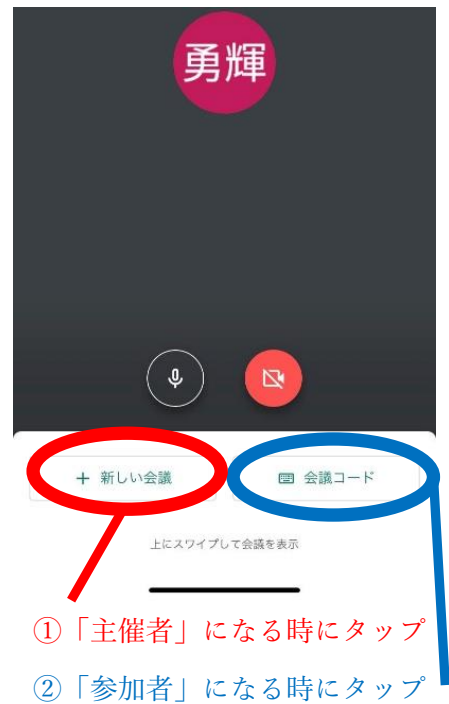 勇輝
+ 新しい会議
会議コード
上にスワイプして会議を表示
①「主催者」になる時にタップ
②「参加者」になる時にタップ